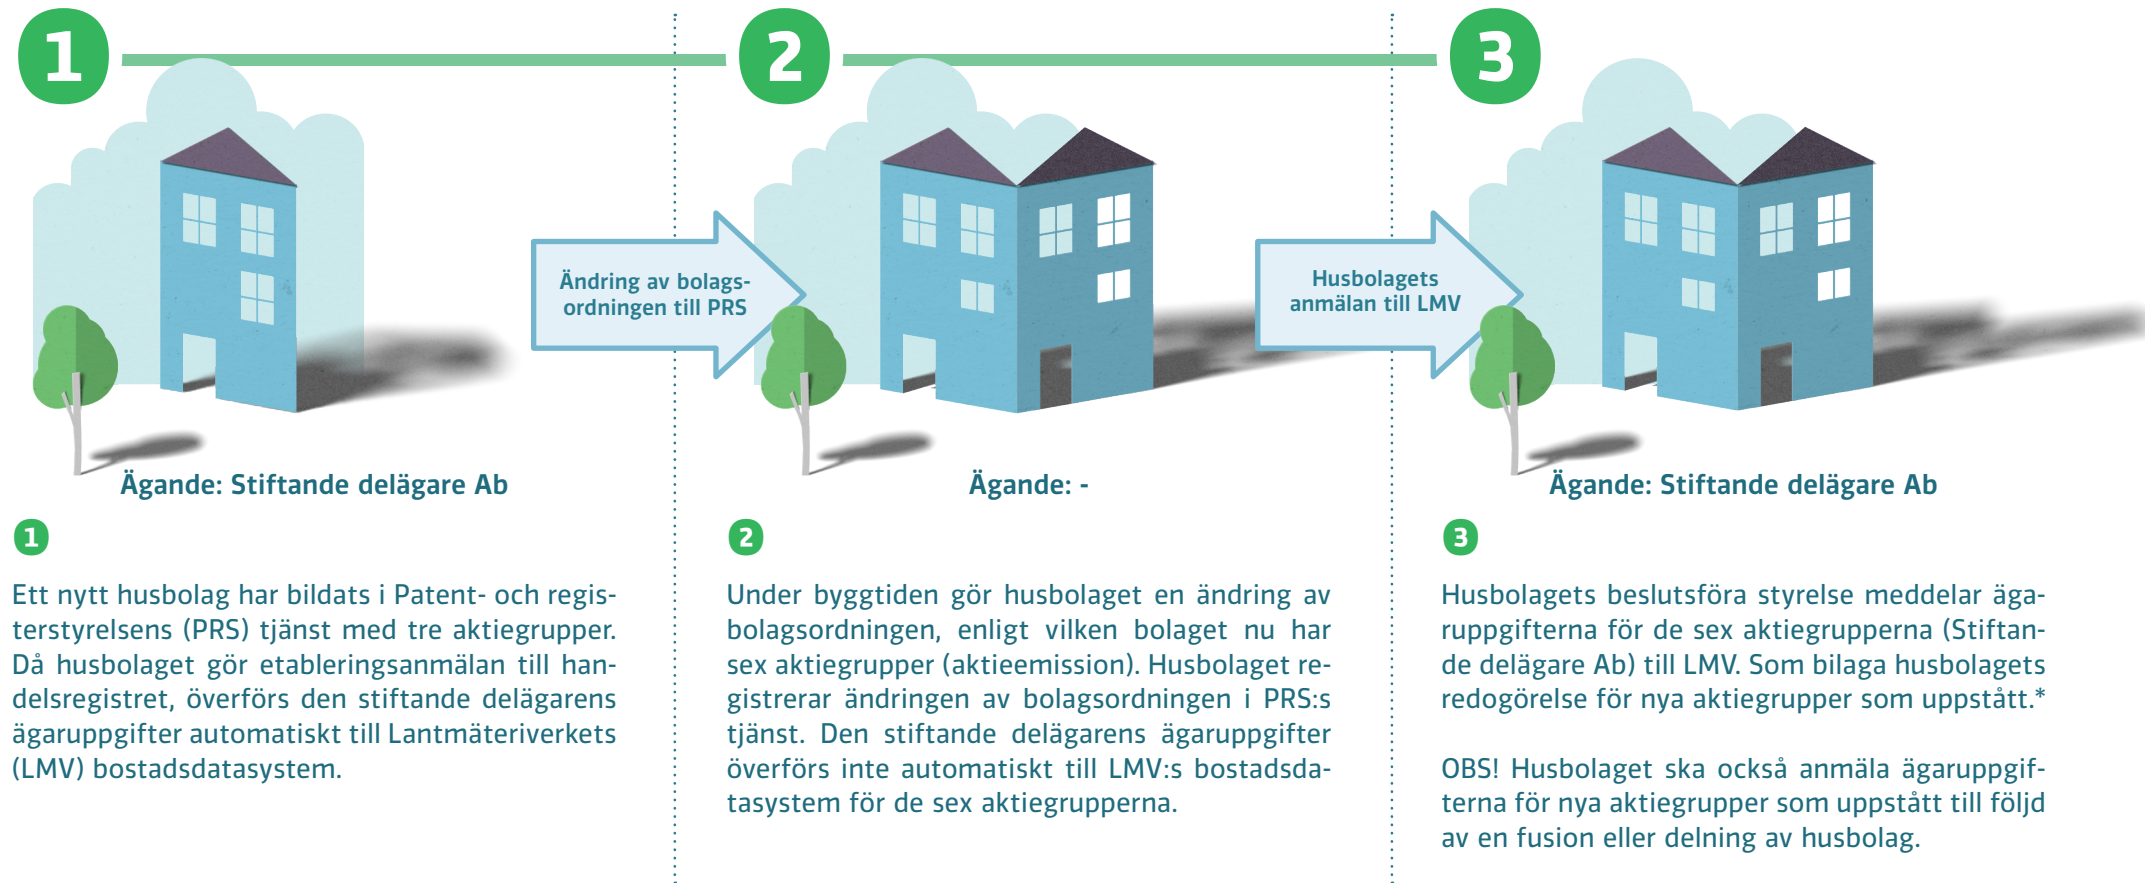 1
2
3
Ändring av bolags-
ordningen till PRS
Husbolagets
anmälan till LMV
Ägande: Stiftande delägare Ab
Ägande: -
Ägande: Stiftande delägare Ab
1
Ett nytt husbolag har bildats i Patent- och regis-
terstyrelsens (PRS) tjänst med tre aktiegrupper.
Då husbolaget gör etableringsanmälan till han-
delsregistret, överförs den stiftande delägarens
ägaruppgifter automatiskt till Lantmäteriverkets
(LMV) bostadsdatasystem.
2
Under byggtiden gör husbolaget en ändring av
bolagsordningen, enligt vilken bolaget nu har
sex aktiegrupper (aktieemission). Husbolaget re-
gistrerar ändringen av bolagsordningen i PRS:s
tjänst. Den stiftande delägarens ägaruppgifter
överförs inte automatiskt till LMV:s bostadsda-
tasystem för de sex aktiegrupperna.
3
Husbolagets beslutsföra styrelse meddelar äga-
ruppgifterna för de sex aktiegrupperna (Stiftan-
de delägare Ab) till LMV. Som bilaga husbolagets
redogörelse för nya aktiegrupper som uppstått.*
OBS! Husbolaget ska också anmäla ägaruppgif-
terna för nya aktiegrupper som uppstått till följd
av en fusion eller delning av husbolag.